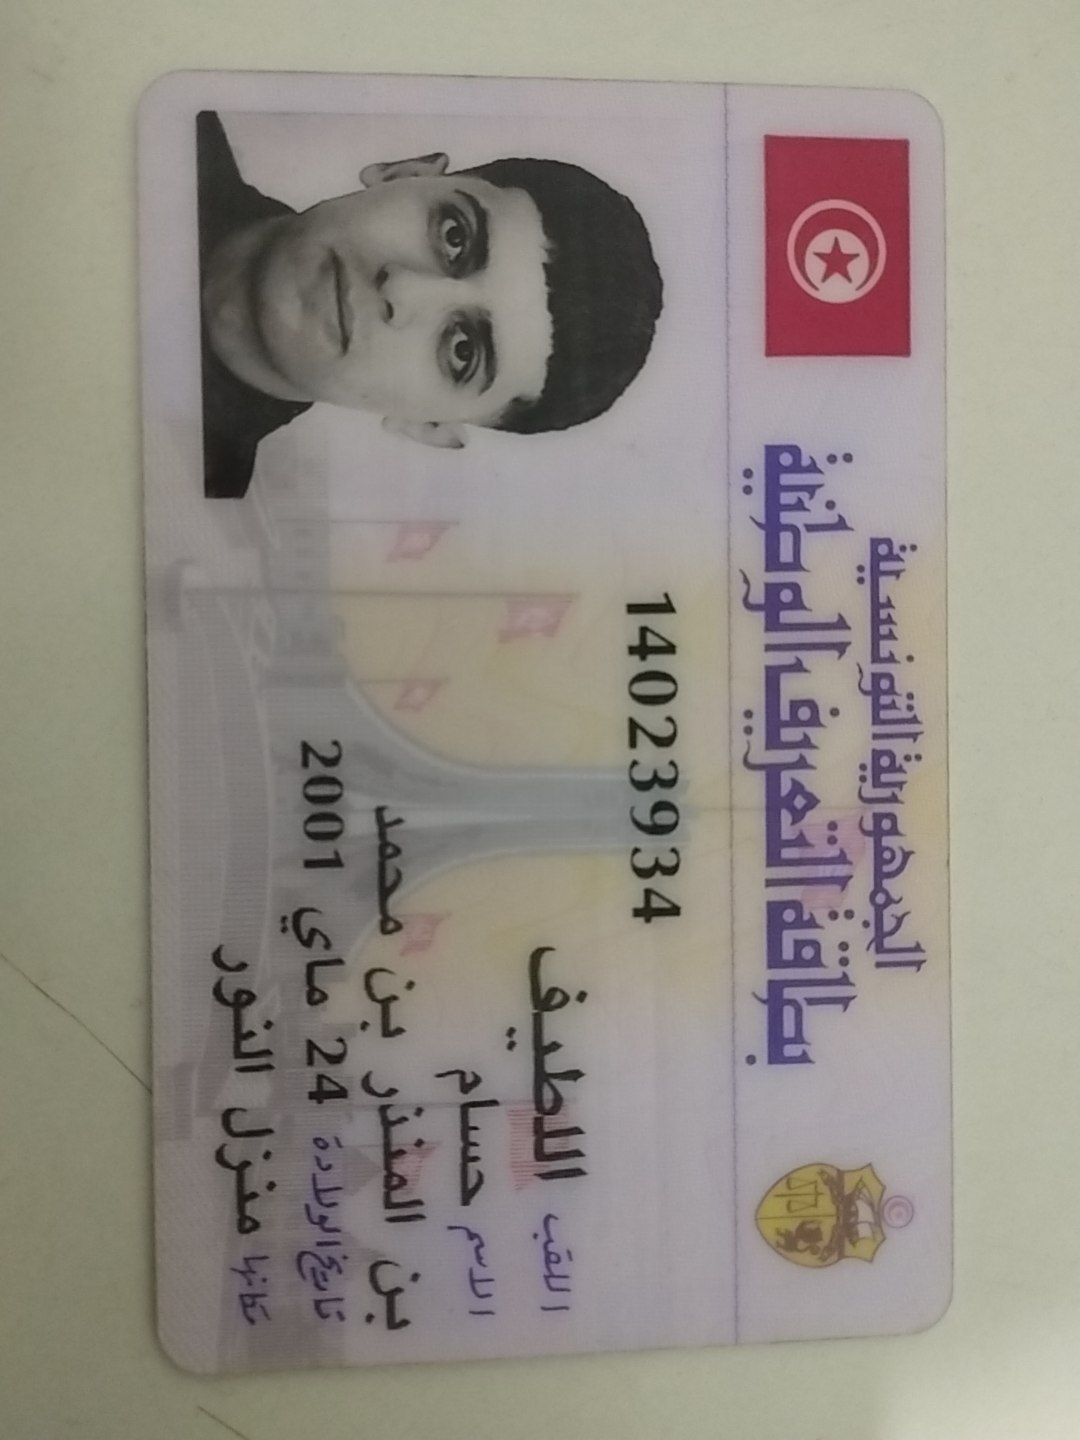 الجمهورية التونسية
بطاقة التعريف الوطنية
14023934
اللقب اللطيف
الاسم حسام
بن المنذر بن محمد
تاريخ الولادة 24 ماي 2001
مكانها منزل النور